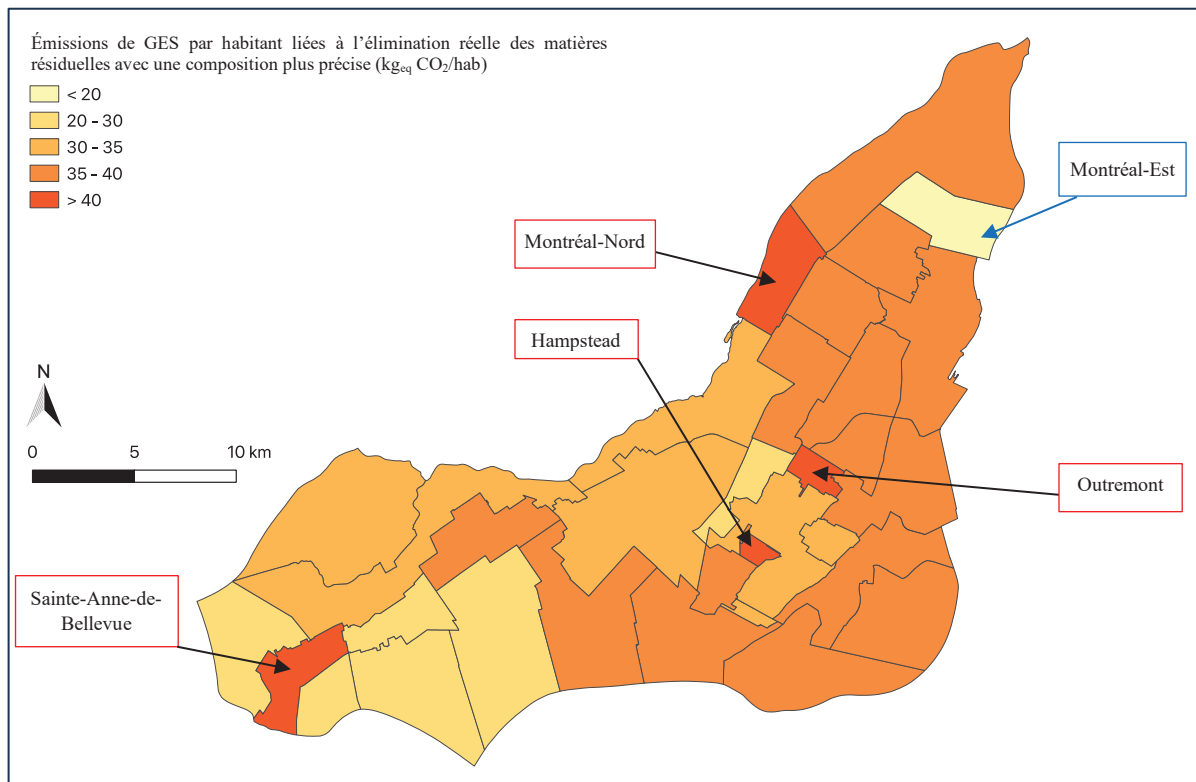 Émissions de GES par habitant liées à l’élimination réelle des matières
résiduelles avec une composition plus précise (kgeq CO2/hab)
< 20
20 - 30
30 - 35
35 - 40
> 40
Montréal-Est
Montréal-Nord
Hampstead
N
0 5 10 km
Outremont
Sainte-Anne-de-
Bellevue